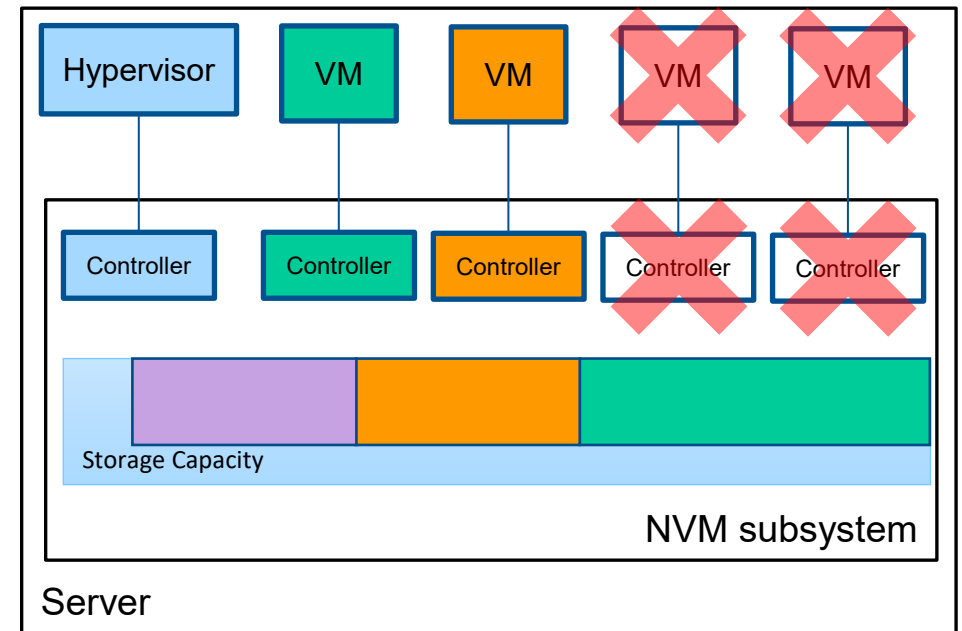 Hypervisor
VM
VM
VM
VM
Controller
Controller
Controller
Controller
Controller
Storage Capacity
NVM subsystem
Server